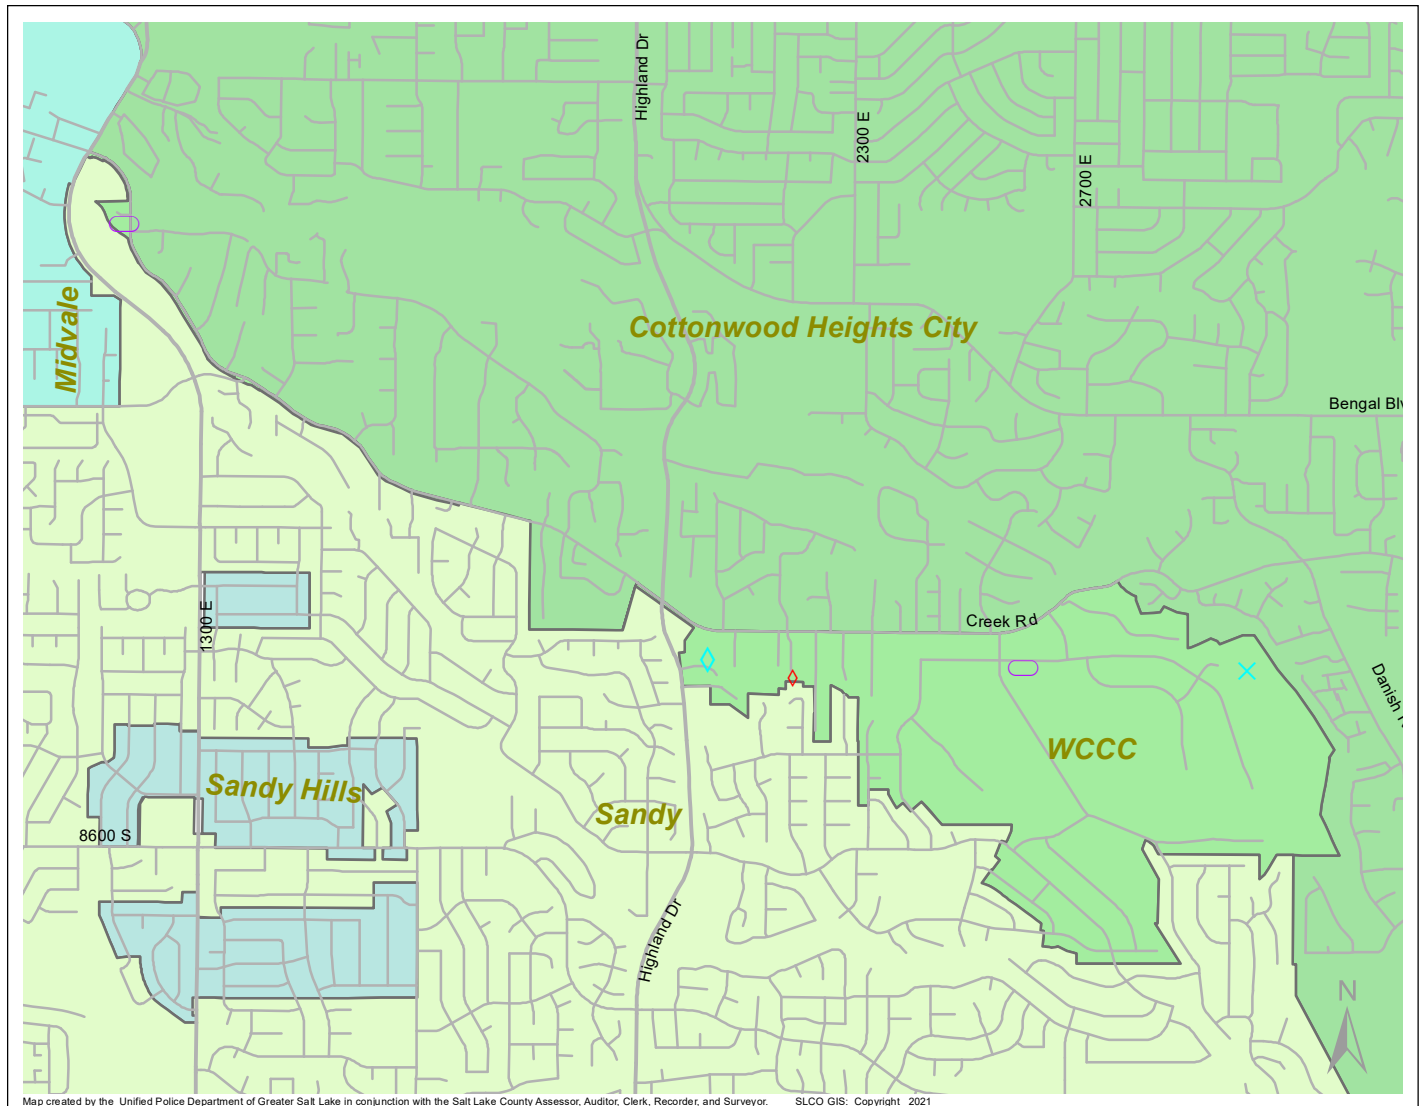 Highland Dr
2300 E
2700 E
Midvale
Cottonwood Heights City
Bengal Blv
1300 E
Creek Rd
Danish R
WCCC
Sandy Hills
Sandy
8600 S
Highland Dr
N
Map created by the Unified Police Department of Greater Salt Lake in conjunction with the Salt Lake County Assessor, Auditor, Clerk, Recorder, and Surveyor. SLCO GIS: Copyright 2021